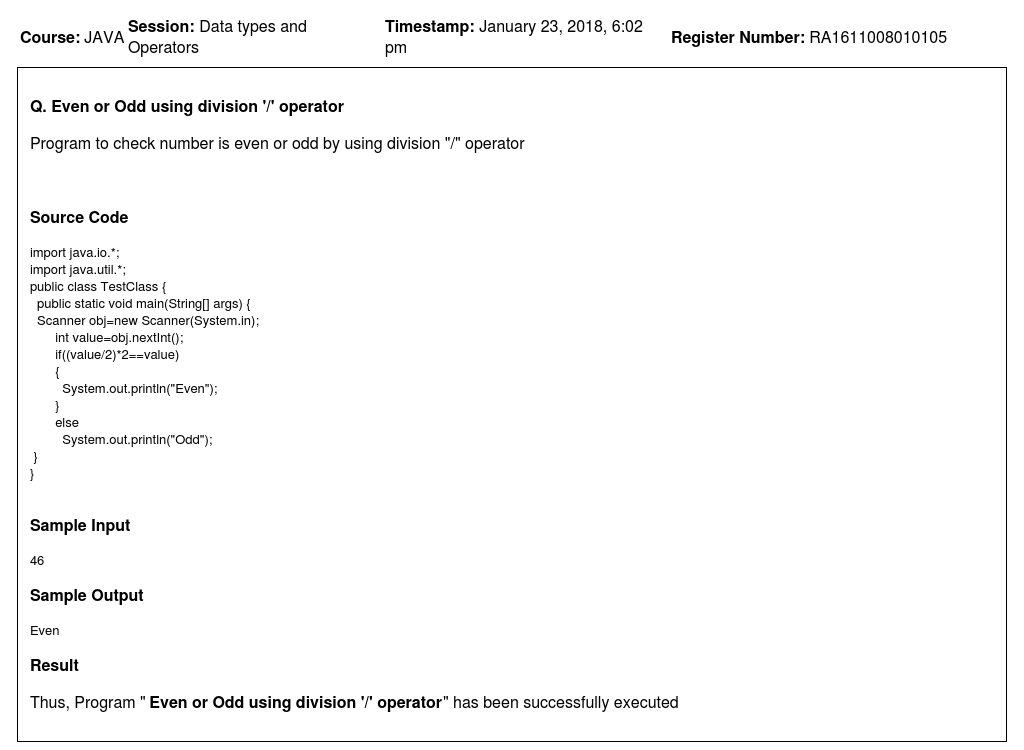 Course: JAVA Session: Data types and Operators Timestamp: January 23, 2018, 6:02 pm Register Number: RA1611008010105
Q. Even or Odd using division '/' operator
Program to check number is even or odd by using division "/" operator
Source Code
import java.io.*;
import java.util.*;
public class TestClass {
  public static void main(String[] args) {
  Scanner obj=new Scanner(System.in);
       int value=obj.nextInt();
       if((value/2)*2==value)
       {
         System.out.println("Even");
       }
       else
         System.out.println("Odd");
 }
}
Sample Input
46
Sample Output
Even
Result
Thus, Program " Even or Odd using division '/' operator" has been successfully executed